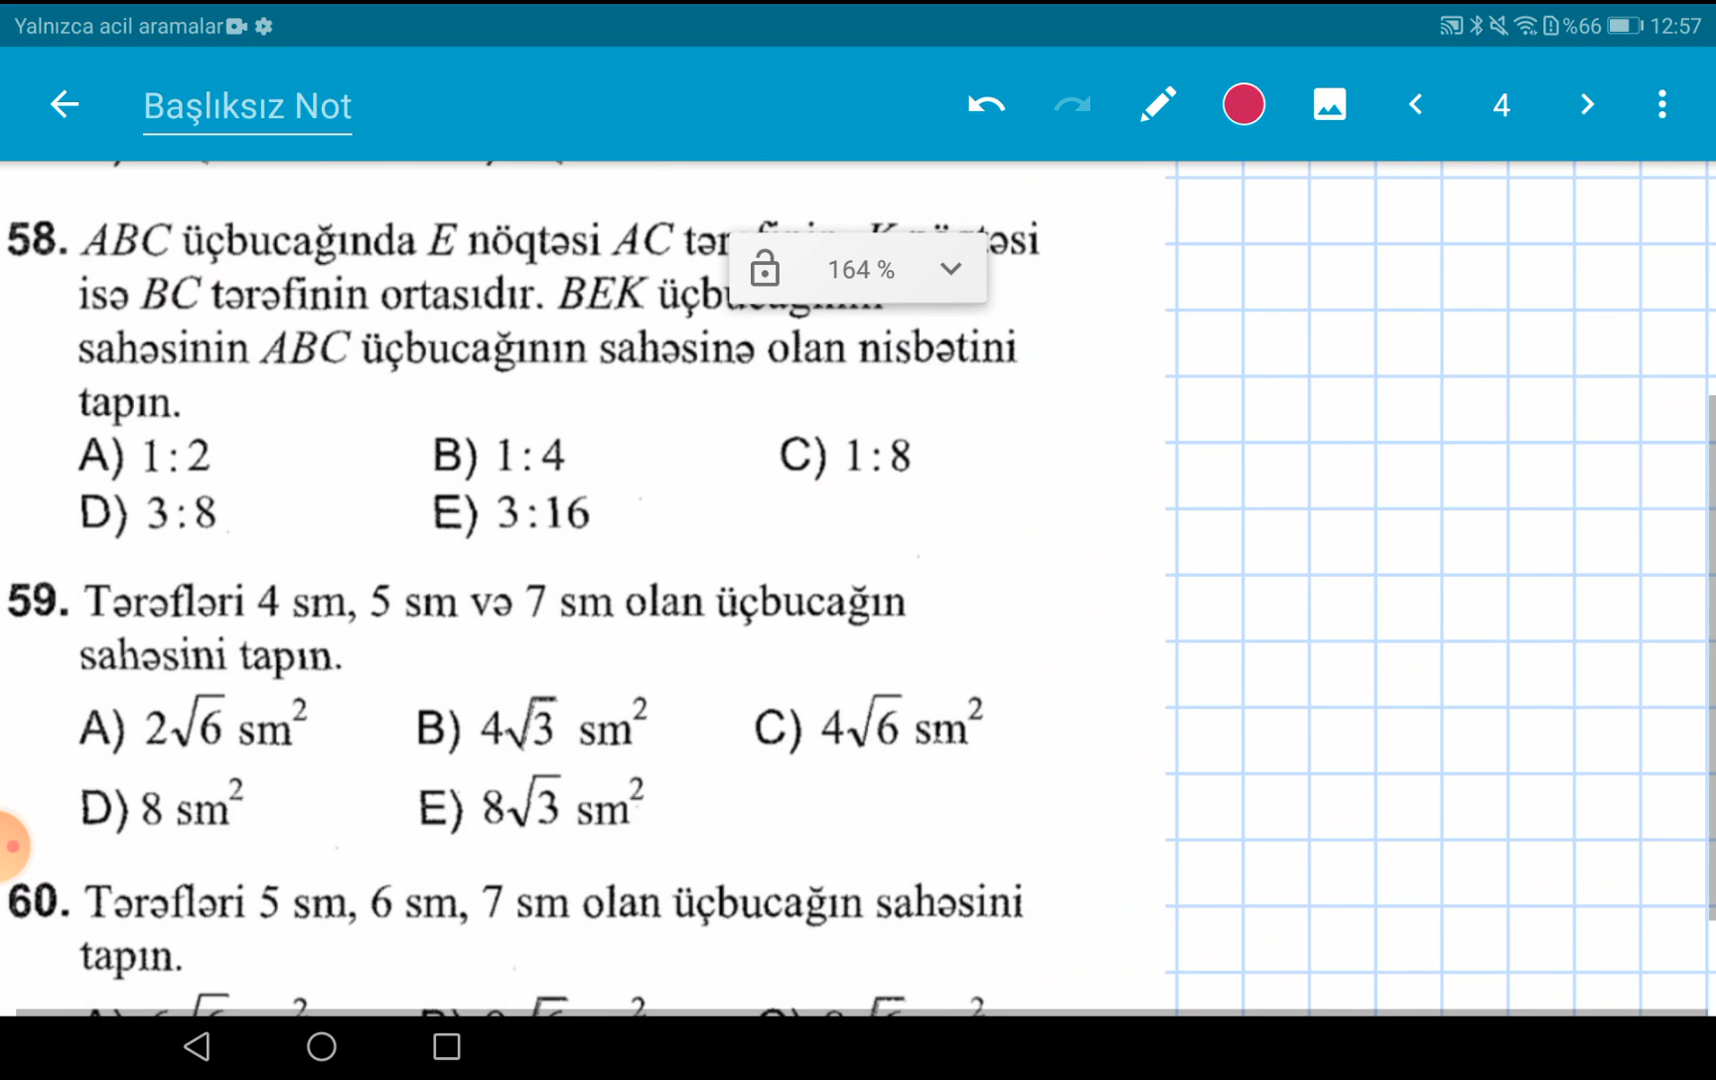 Yalnızca acil aramalar
%66 12:57
Başlıksız Not
4
58. ABC üçbucağında E nöqtəsi AC
164 %
isə BC tərəfinin ortasıdır. BEK
sahəsinin ABC üçbucağının sahəsinə olan nisbətini
tapın.
A) 1:2 B) 1:4 C) 1:8
D) 3:8 E) 3:16
59. Tərəfləri 4 sm, 5 sm və 7 sm olan üçbucağın
sahəsini tapın.
A) 2√6 sm² B) 4√3 sm² C) 4√6 sm²
D) 8 sm² E) 8√3 sm²
60. Tərəfləri 5 sm, 6 sm, 7 sm olan üçbucağın sahəsini
tapın.